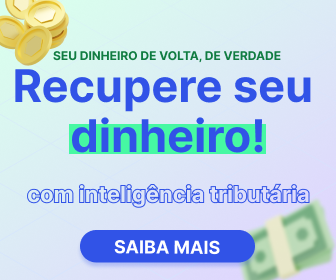 SEU DINHEIRO DE VOLTA, DE VERDADE
Recupere seu
dinheiro!
com inteligência tributária
SAIBA MAIS